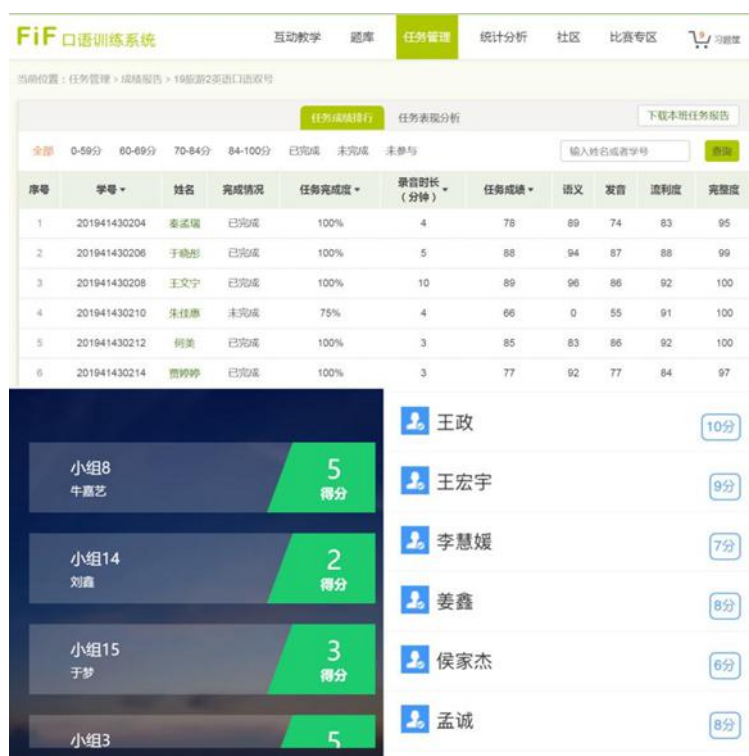 FiF 口语训练系统 互动教学 题库 任务管理 统计分析 社区 比赛专区 习题筐
当前位置：任务管理 > 成绩报告 > 19旅游2英语口语双号
任务成绩排行 任务表现分析 下载本班任务报告
全部 0-59分 60-69分 70-84分 84-100分 已完成 未完成 未参与 输入姓名或者学号 查询
序号 学号 姓名 完成情况 任务完成度 录音时长（分钟） 任务成绩 语义 发音 流利度 完整度
1 201941430204 秦孟瑞 已完成 100% 4 78 89 74 83 95
2 201941430206 于晓彤 已完成 100% 5 88 94 87 88 99
3 201941430208 王文宁 已完成 100% 10 89 96 86 92 100
4 201941430210 朱佳惠 未完成 75% 4 66 0 55 91 100
5 201941430212 何美 已完成 100% 3 85 83 86 92 100
6 201941430214 贾婷婷 已完成 100% 3 77 92 77 84 97
小组8 5
牛嘉艺 得分
小组14 2
刘鑫 得分
小组15 3
于梦 得分
小组3 5
王政 10分
王宏宇 9分
李慧媛 7分
姜鑫 8分
侯家杰 6分
孟诚 8分